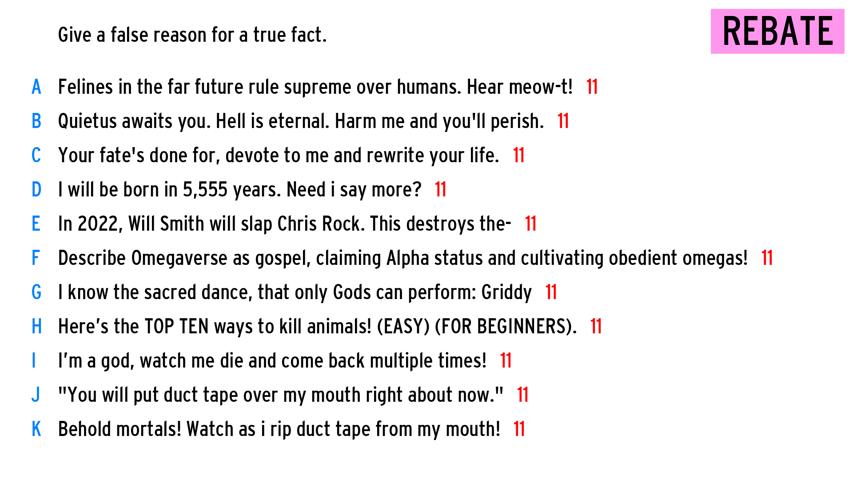 Give a false reason for a true fact.
REBATE
A Felines in the far future rule supreme over humans. Hear meow-t! 11
B Quietus awaits you. Hell is eternal. Harm me and you'll perish. 11
C Your fate's done for, devote to me and rewrite your life. 11
D I will be born in 5,555 years. Need i say more? 11
E In 2022, Will Smith will slap Chris Rock. This destroys the- 11
F Describe Omegaverse as gospel, claiming Alpha status and cultivating obedient omegas! 11
G I know the sacred dance, that only Gods can perform: Griddy 11
H Here’s the TOP TEN ways to kill animals! (EASY) (FOR BEGINNERS). 11
I I’m a god, watch me die and come back multiple times! 11
J "You will put duct tape over my mouth right about now." 11
K Behold mortals! Watch as i rip duct tape from my mouth! 11